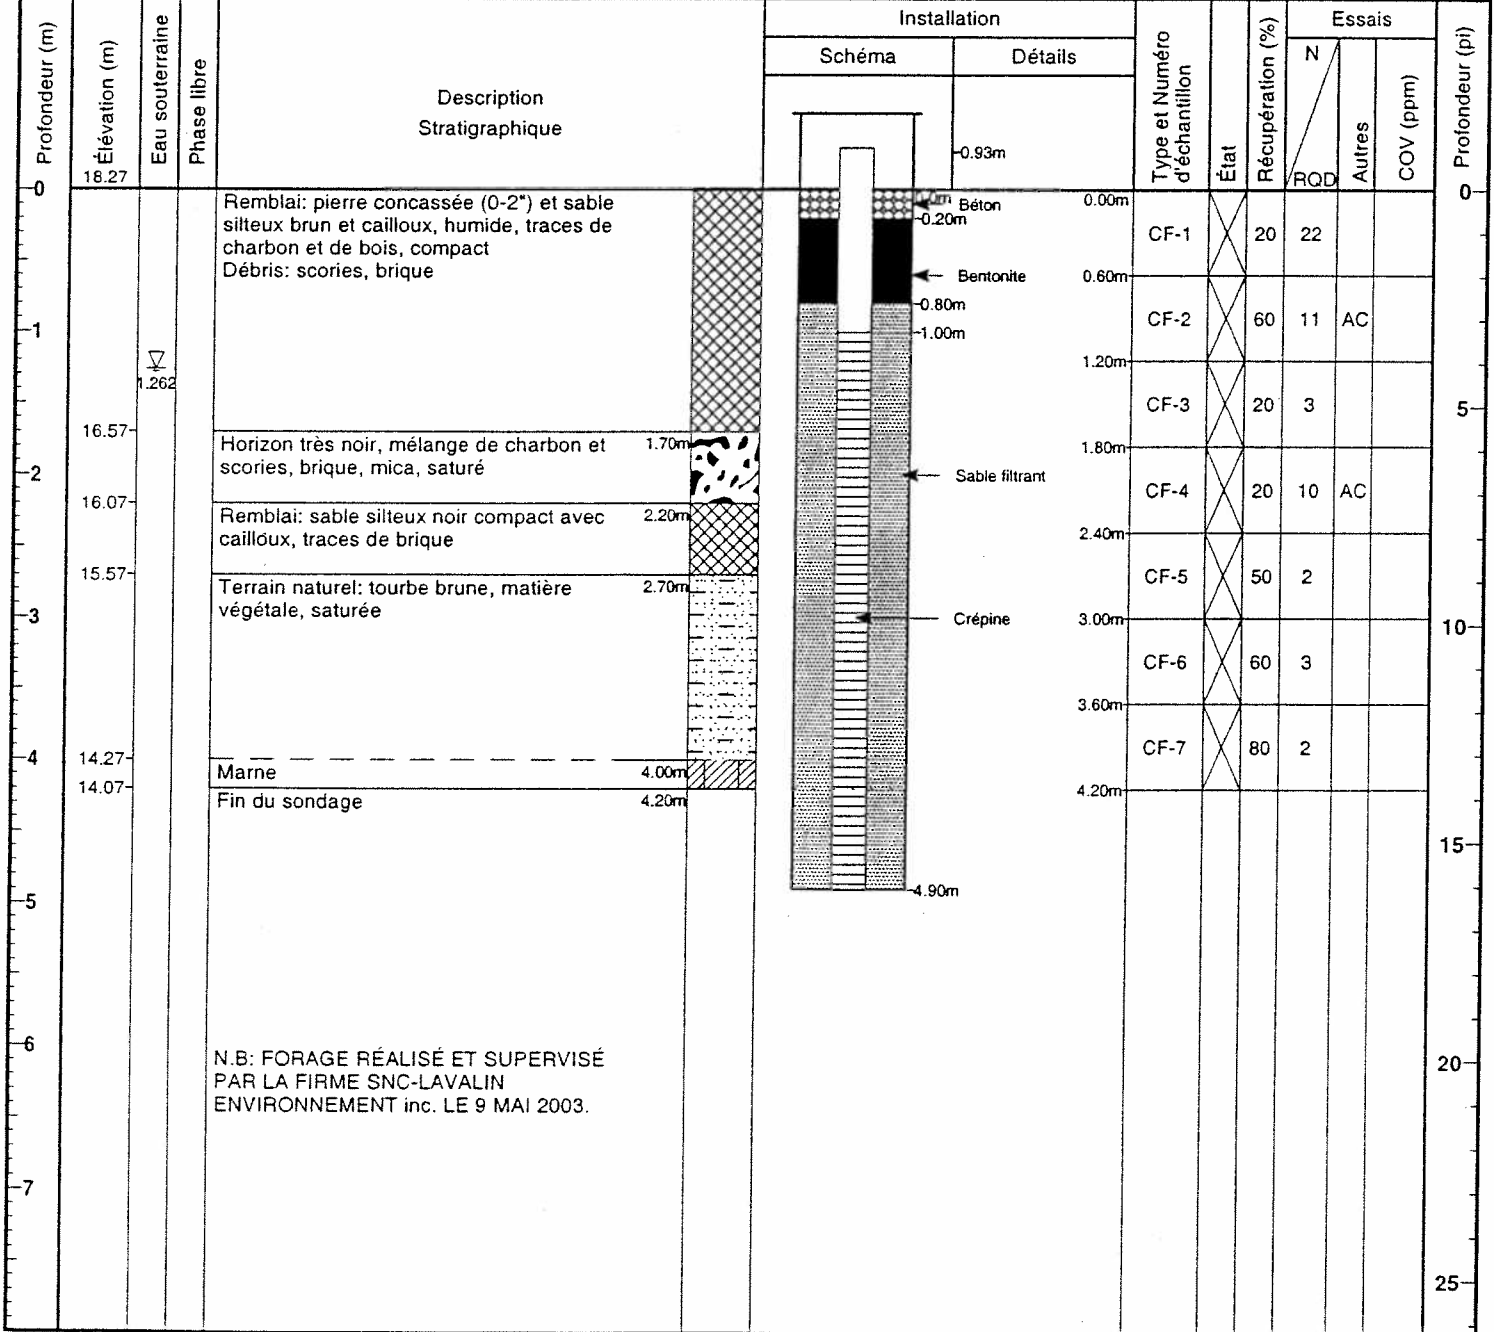 Profondeur (m)
Élévation (m)
Eau souterraine
Phase libre
Description
Stratigraphique
Installation
Schéma
Détails
Type et Numéro
d'échantillon
État
Récupération (%)
Essais
N
RQD
Autres
COV (ppm)
Profondeur (pi)
18.27
0.93m
0
Remblai: pierre concassée (0-2") et sable
silteux brun et cailloux, humide, traces de
charbon et de bois, compact
Débris: scories, brique
Béton
0.20m
0.00m
0
CF-1 20 22
Bentonite
0.60m
0.80m
1
1.00m
CF-2 60 11 AC
1.262
1.20m
CF-3 20 3
5
16.57
Horizon très noir, mélange de charbon et
scories, brique, mica, saturé
1.70m
1.80m
2
Sable filtrant
CF-4 20 10 AC
16.07
Remblai: sable silteux noir compact avec
cailloux, traces de brique
2.20m
2.40m
15.57
CF-5 50 2
Terrain naturel: tourbe brune, matière
végétale, saturée
2.70m
3
Crépine
3.00m
10
CF-6 60 3
3.60m
CF-7 80 2
4
14.27
Marne
4.00m
14.07
Fin du sondage
4.20m
4.20m
15
4.90m
5
6
N.B: FORAGE RÉALISÉ ET SUPERVISÉ
PAR LA FIRME SNC-LAVALIN
ENVIRONNEMENT inc. LE 9 MAI 2003.
20
7
25